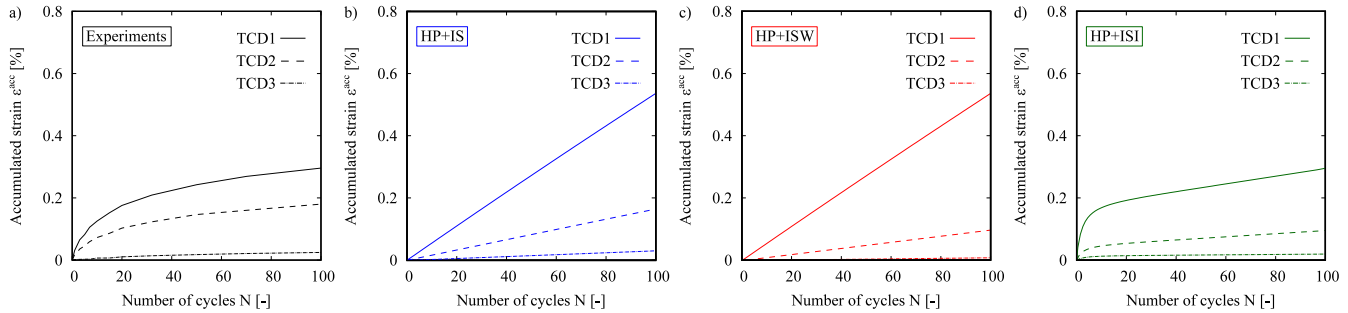 a)
Accumulated strain ε^acc [%]
0.8
0.6
0.4
0.2
0
Experiments
TCD1
TCD2
TCD3
0 20 40 60 80 100
Number of cycles N [-]
b)
Accumulated strain ε^acc [%]
0.8
0.6
0.4
0.2
0
HP+IS
TCD1
TCD2
TCD3
0 20 40 60 80 100
Number of cycles N [-]
c)
Accumulated strain ε^acc [%]
0.8
0.6
0.4
0.2
0
HP+ISW
TCD1
TCD2
TCD3
0 20 40 60 80 100
Number of cycles N [-]
d)
Accumulated strain ε^acc [%]
0.8
0.6
0.4
0.2
0
HP+ISI
TCD1
TCD2
TCD3
0 20 40 60 80 100
Number of cycles N [-]